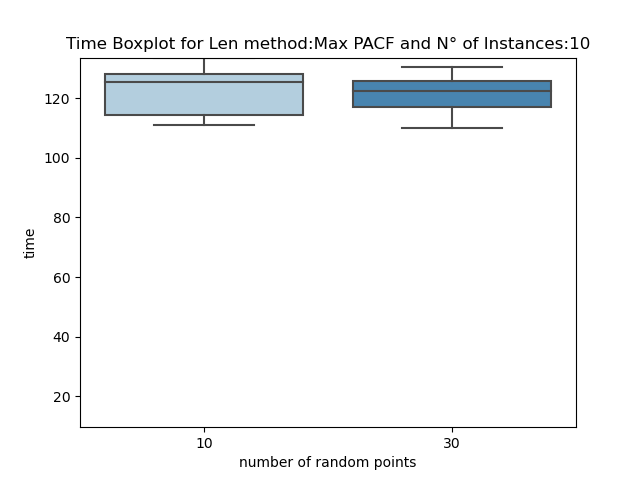 Time Boxplot for Len method:Max PACF and N° of Instances:10
120
100
80
60
40
20
time
10 30
number of random points